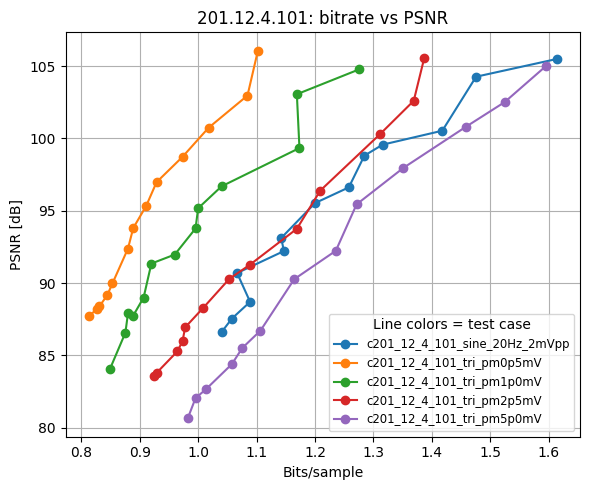 201.12.4.101: bitrate vs PSNR
PSNR [dB]
105
100
95
90
85
80
Line colors = test case
c201_12_4_101_sine_20Hz_2mVpp
c201_12_4_101_tri_pm0p5mV
c201_12_4_101_tri_pm1p0mV
c201_12_4_101_tri_pm2p5mV
c201_12_4_101_tri_pm5p0mV
0.8 0.9 1.0 1.1 1.2 1.3 1.4 1.5 1.6
Bits/sample